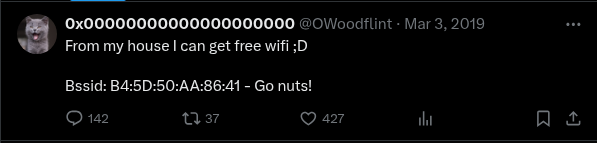 0x00000000000000000000 @OWoodflint · Mar 3, 2019
From my house I can get free wifi ;D
Bssid: B4:5D:50:AA:86:41 - Go nuts!
142 37 427